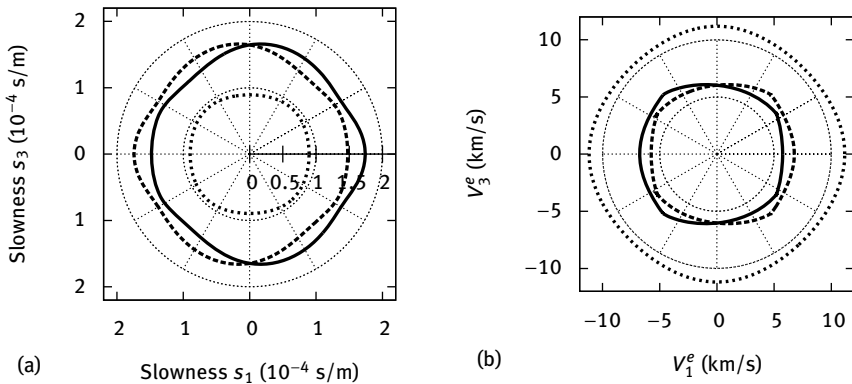 Slowness s₃ (10⁻⁴ s/m)
2
1
0
1
2
0 0.5 1 1.5 2
2 1 0 1 2
(a)
Slowness s₁ (10⁻⁴ s/m)
V₃ᵉ (km/s)
10
5
0
−5
−10
−10 −5 0 5 10
(b)
V₁ᵉ (km/s)